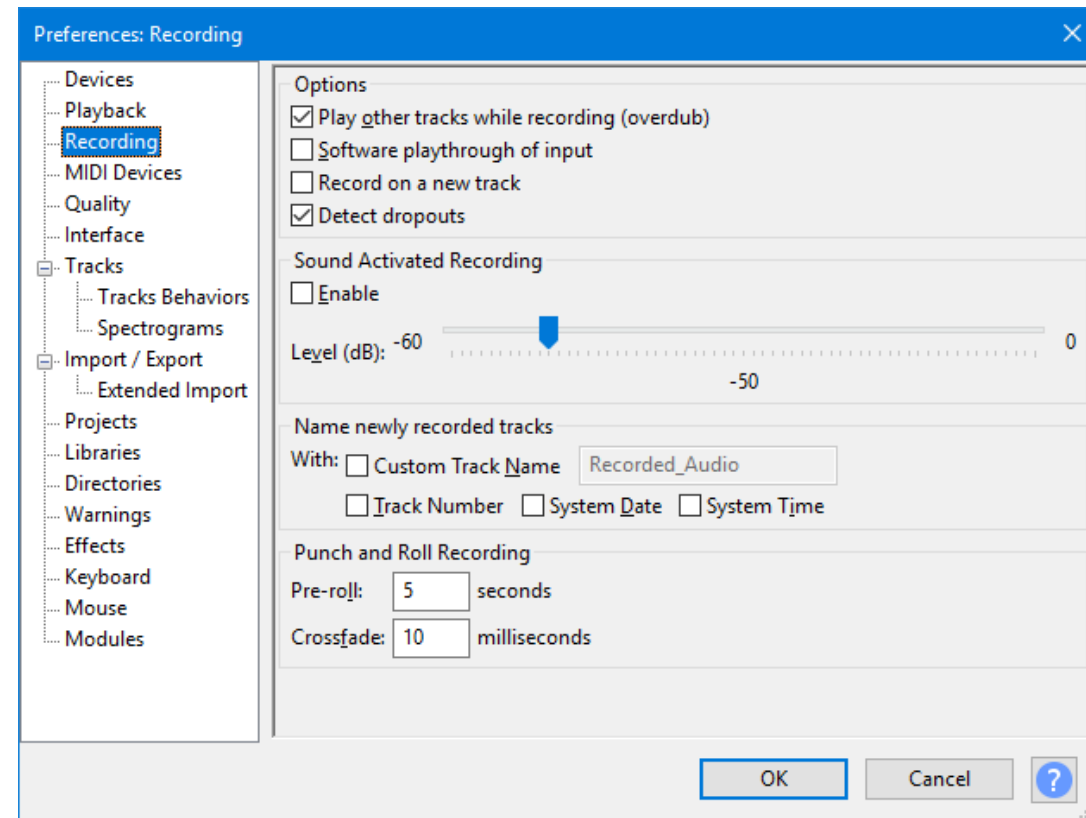 Preferences: Recording
Devices
Playback
Recording
MIDI Devices
Quality
Interface
Tracks
Tracks Behaviors
Spectrograms
Import / Export
Extended Import
Projects
Libraries
Directories
Warnings
Effects
Keyboard
Mouse
Modules
Options
Play other tracks while recording (overdub)
Software playthrough of input
Record on a new track
Detect dropouts
Sound Activated Recording
Enable
Level (dB): -60 0
-50
Name newly recorded tracks
With: Custom Track Name Recorded_Audio
Track Number System Date System Time
Punch and Roll Recording
Pre-roll: 5 seconds
Crossfade: 10 milliseconds
OK Cancel ?